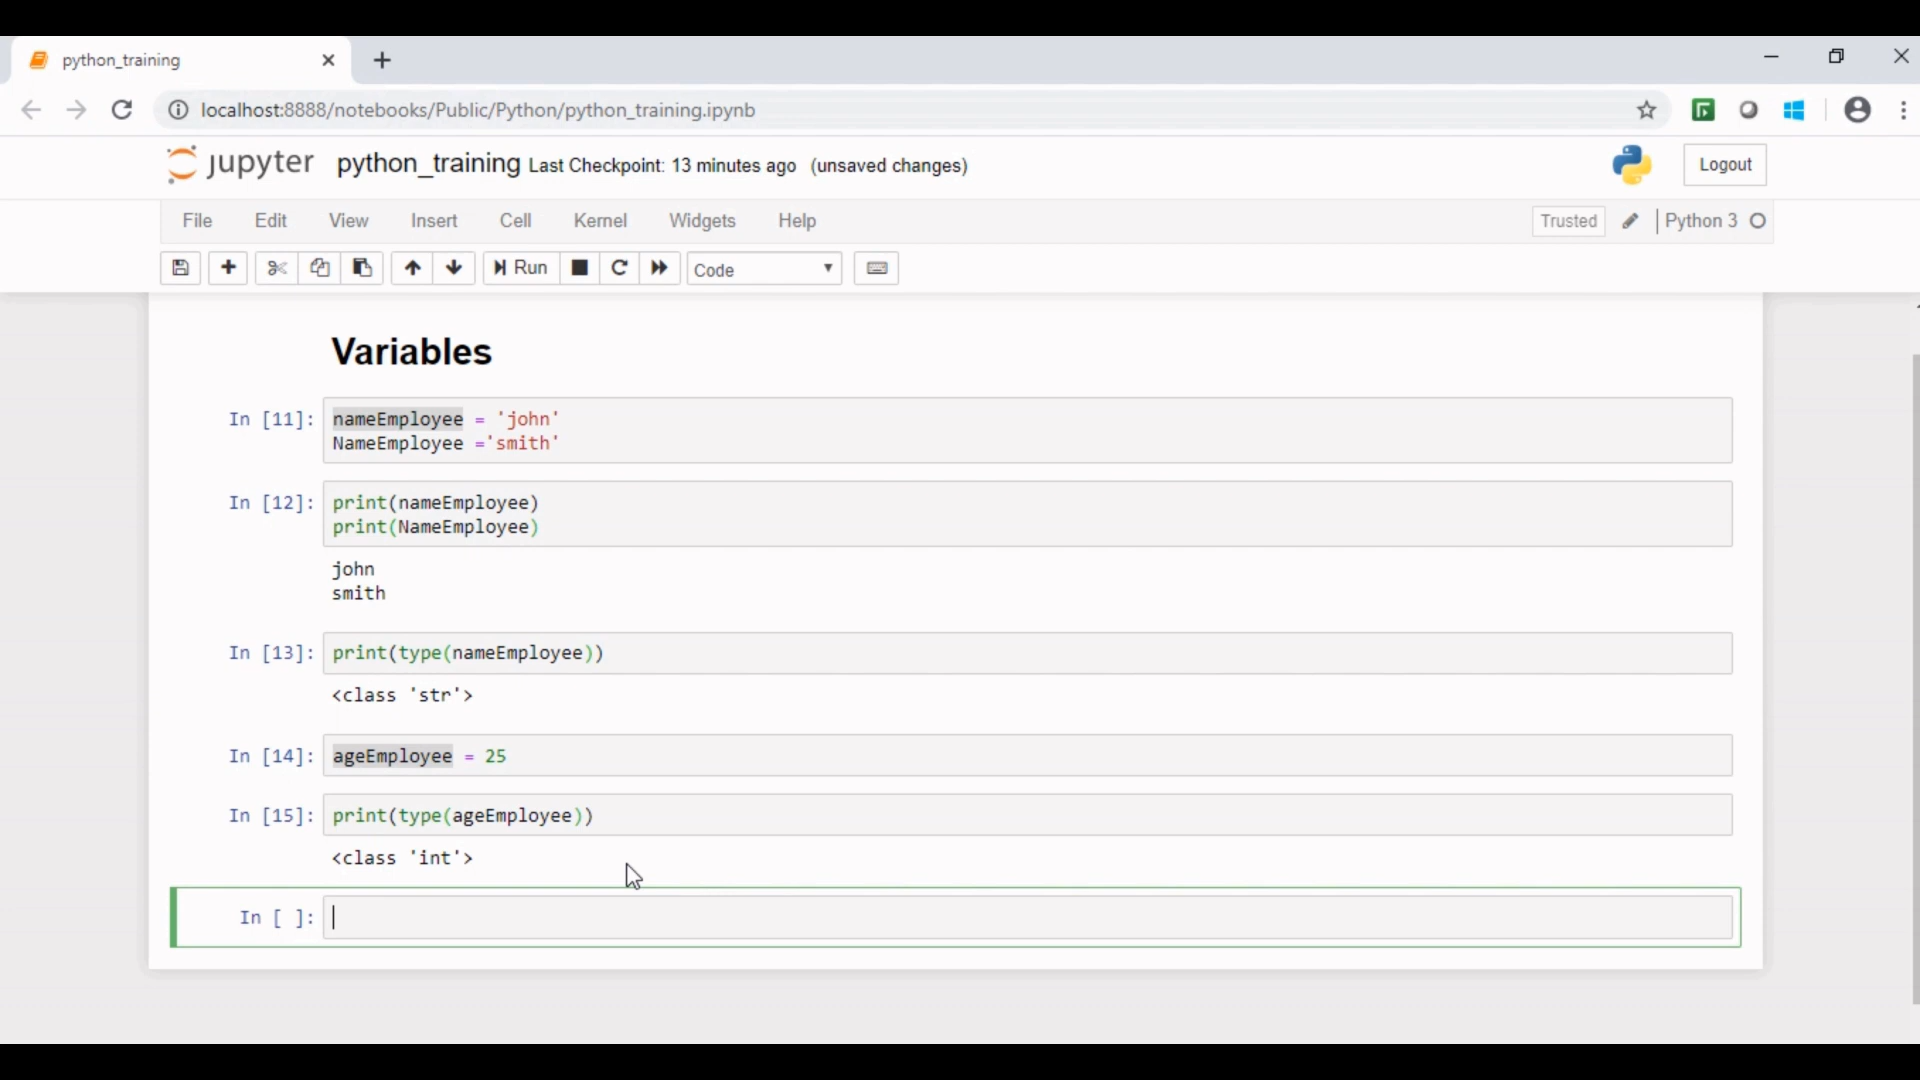 python_training
localhost:8888/notebooks/Public/Python/python_training.ipynb
jupyter python_training Last Checkpoint: 13 minutes ago (unsaved changes)
Logout
File Edit View Insert Cell Kernel Widgets Help
Trusted Python 3
Run Code
Variables
In [11]: nameEmployee = 'john'
NameEmployee ='smith'
In [12]: print(nameEmployee)
print(NameEmployee)
john
smith
In [13]: print(type(nameEmployee))
<class 'str'>
In [14]: ageEmployee = 25
In [15]: print(type(ageEmployee))
<class 'int'>
In [ ]: